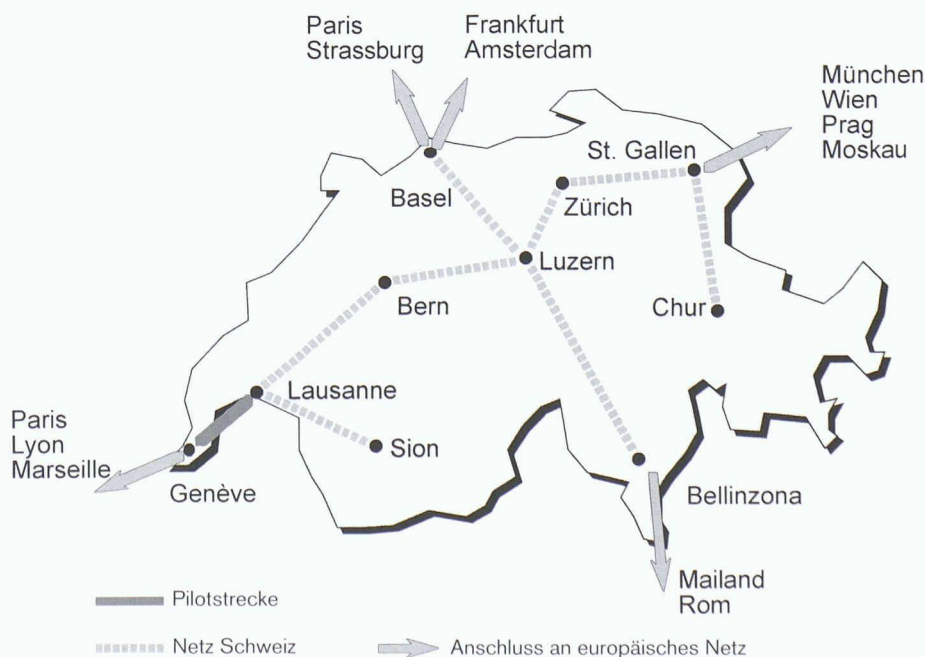 Paris
Strassburg
Frankfurt
Amsterdam
München
Wien
Prag
Moskau
St. Gallen
Basel
Zürich
Luzern
Bern
Chur
Lausanne
Paris
Lyon
Marseille
Sion
Genève
Bellinzona
Mailand
Rom
Pilotstrecke
Netz Schweiz
Anschluss an europäisches Netz